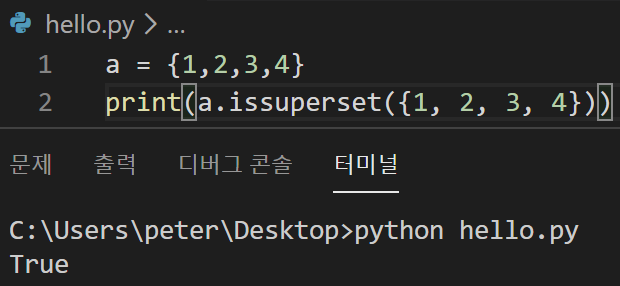 hello.py > ...
1 a = {1,2,3,4}
2 print(a.issuperset({1, 2, 3, 4}))
문제 출력 디버그 콘솔 터미널
C:\Users\peter\Desktop>python hello.py
True